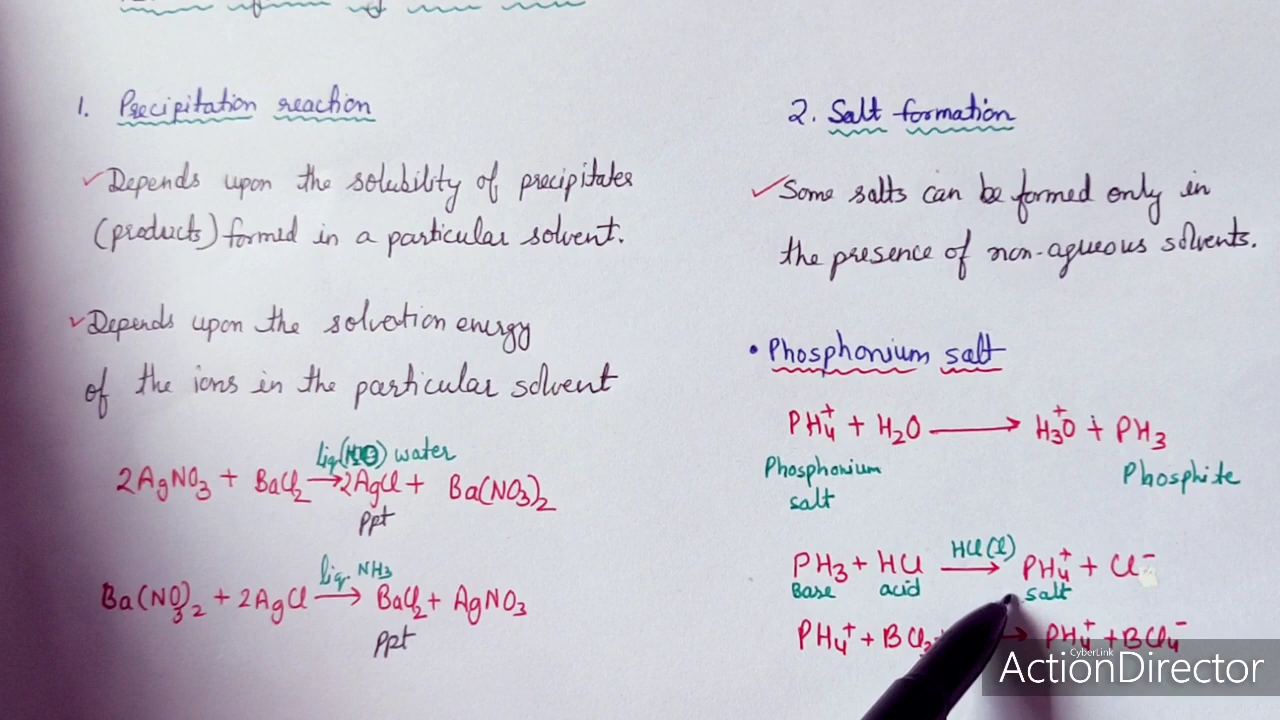 1. Precipitation reaction
✓Depends upon the solubility of precipitates
(products) formed in a particular solvent.
✓Depends upon the solvation energy
of the ions in the particular solvent
liq water
2AgNO₃ + BaCl₂ ⟶ 2AgCl + Ba(NO₃)₂
ppt
liq. NH₃
Ba(NO₃)₂ + 2AgCl ⟶ BaCl₂ + AgNO₃
ppt
2. Salt formation
✓Some salts can be formed only in
the presence of non-aqueous solvents.
• Phosphonium salt
PH₄⁺ + H₂O ⟶ H₃O⁺ + PH₃
Phosphonium Phosphite
salt
HCl(l)
PH₃ + HCl ⟶ PH₄⁺ + Cl⁻
Base acid salt
PH₄⁺ + BCl₃ → PH₄⁺ + BCl₄⁻
CyberLink
ActionDirector